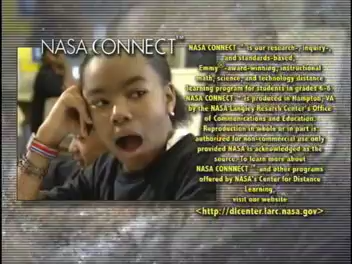 NASA CONNECT™
NASA CONNECT™ is our research-, inquiry-,
and standards-based,
Emmy®-award-winning, instructional
math, science, and technology distance
learning program for students in grades 6-8.
NASA CONNECT™ is produced in Hampton, VA
by the NASA Langley Research Center's Office
of Communications and Education.
Reproduction in whole or in part is
authorized for non-commercial use only
provided NASA is acknowledged as the
source. To learn more about
NASA CONNNECT™ and other programs
offered by NASA's Center for Distance
Learning,
visit our website
<http://dlcenter.larc.nasa.gov>